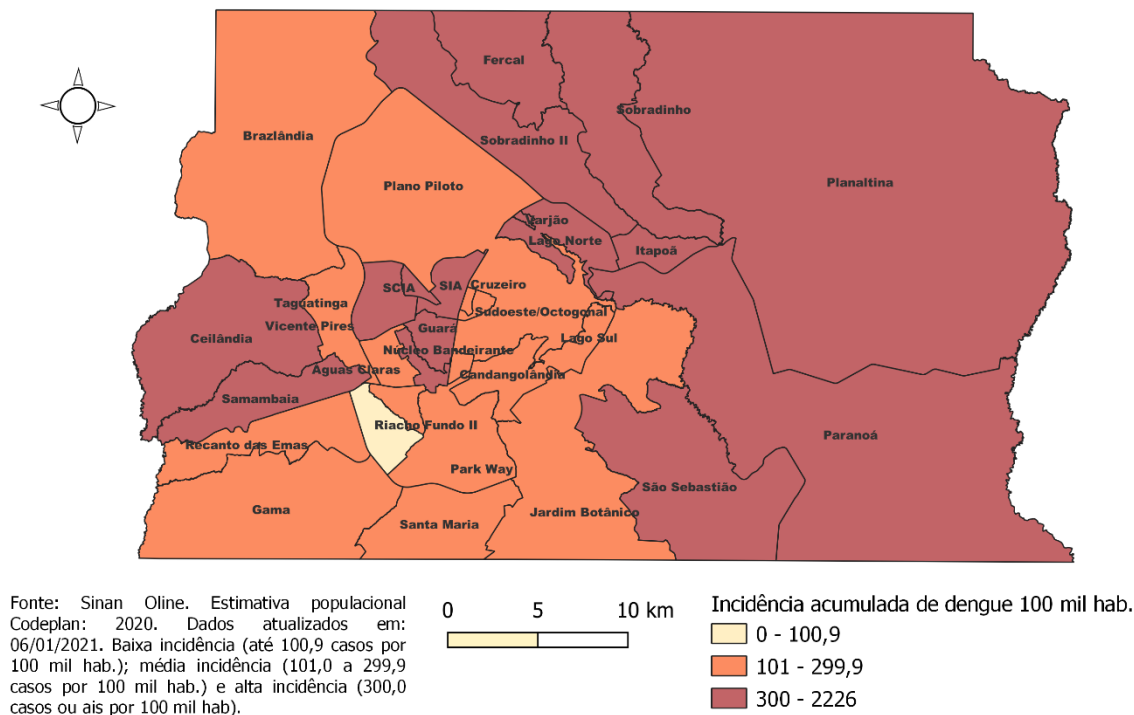 Fercal
Sobradinho
Brazlândia
Sobradinho II
Plano Piloto
Planaltina
Varjão
Lago Norte
Itapoã
SCIA
SIA
Cruzeiro
Taguatinga
Sudoeste/Octogonal
Vicente Pires
Guará
Ceilândia
Lago Sul
Núcleo Bandeirante
Águas Claras
Candangolândia
Samambaia
Riacho Fundo II
Paranoá
Recanto das Emas
Park Way
São Sebastião
Gama
Jardim Botânico
Santa Maria
Fonte: Sinan Oline. Estimativa populacional
Codeplan: 2020. Dados atualizados em:
06/01/2021. Baixa incidência (até 100,9 casos por
100 mil hab.); média incidência (101,0 a 299,9
casos por 100 mil hab.) e alta incidência (300,0
casos ou ais por 100 mil hab).
0 5 10 km
Incidência acumulada de dengue 100 mil hab.
0 - 100,9
101 - 299,9
300 - 2226